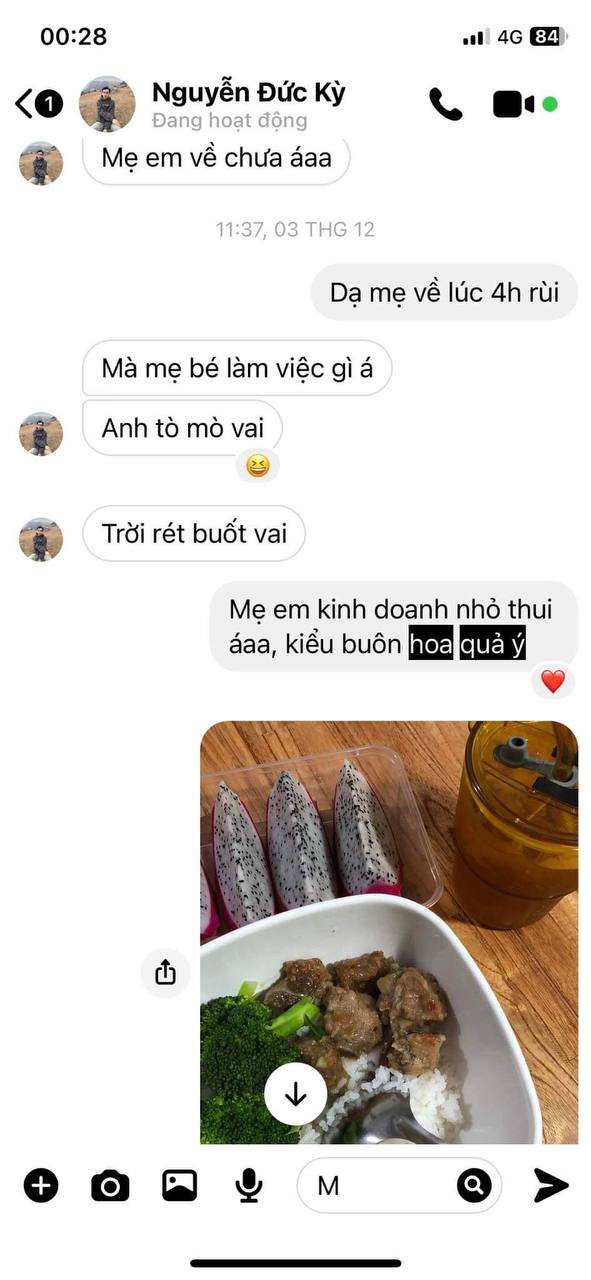 00:28
4G 84
1
Nguyễn Đức Kỳ
Đang hoạt động
Mẹ em về chưa áaa
11:37, 03 THG 12
Dạ mẹ về lúc 4h rùi
Mà mẹ bé làm việc gì á
Anh tò mò vai
Trời rét buốt vai
Mẹ em kinh doanh nhỏ thui
áaa, kiểu buôn hoa quả ý
M